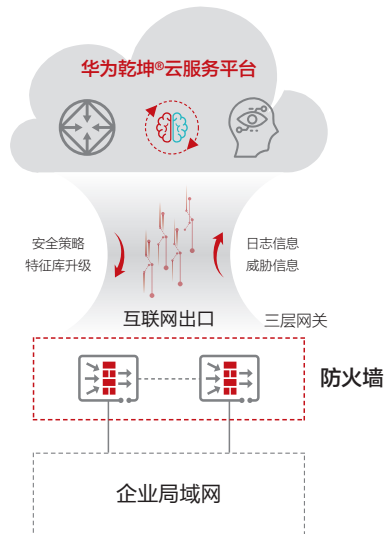 华为乾坤®云服务平台
安全策略
特征库升级
日志信息
威胁信息
互联网出口
三层网关
防火墙
企业局域网